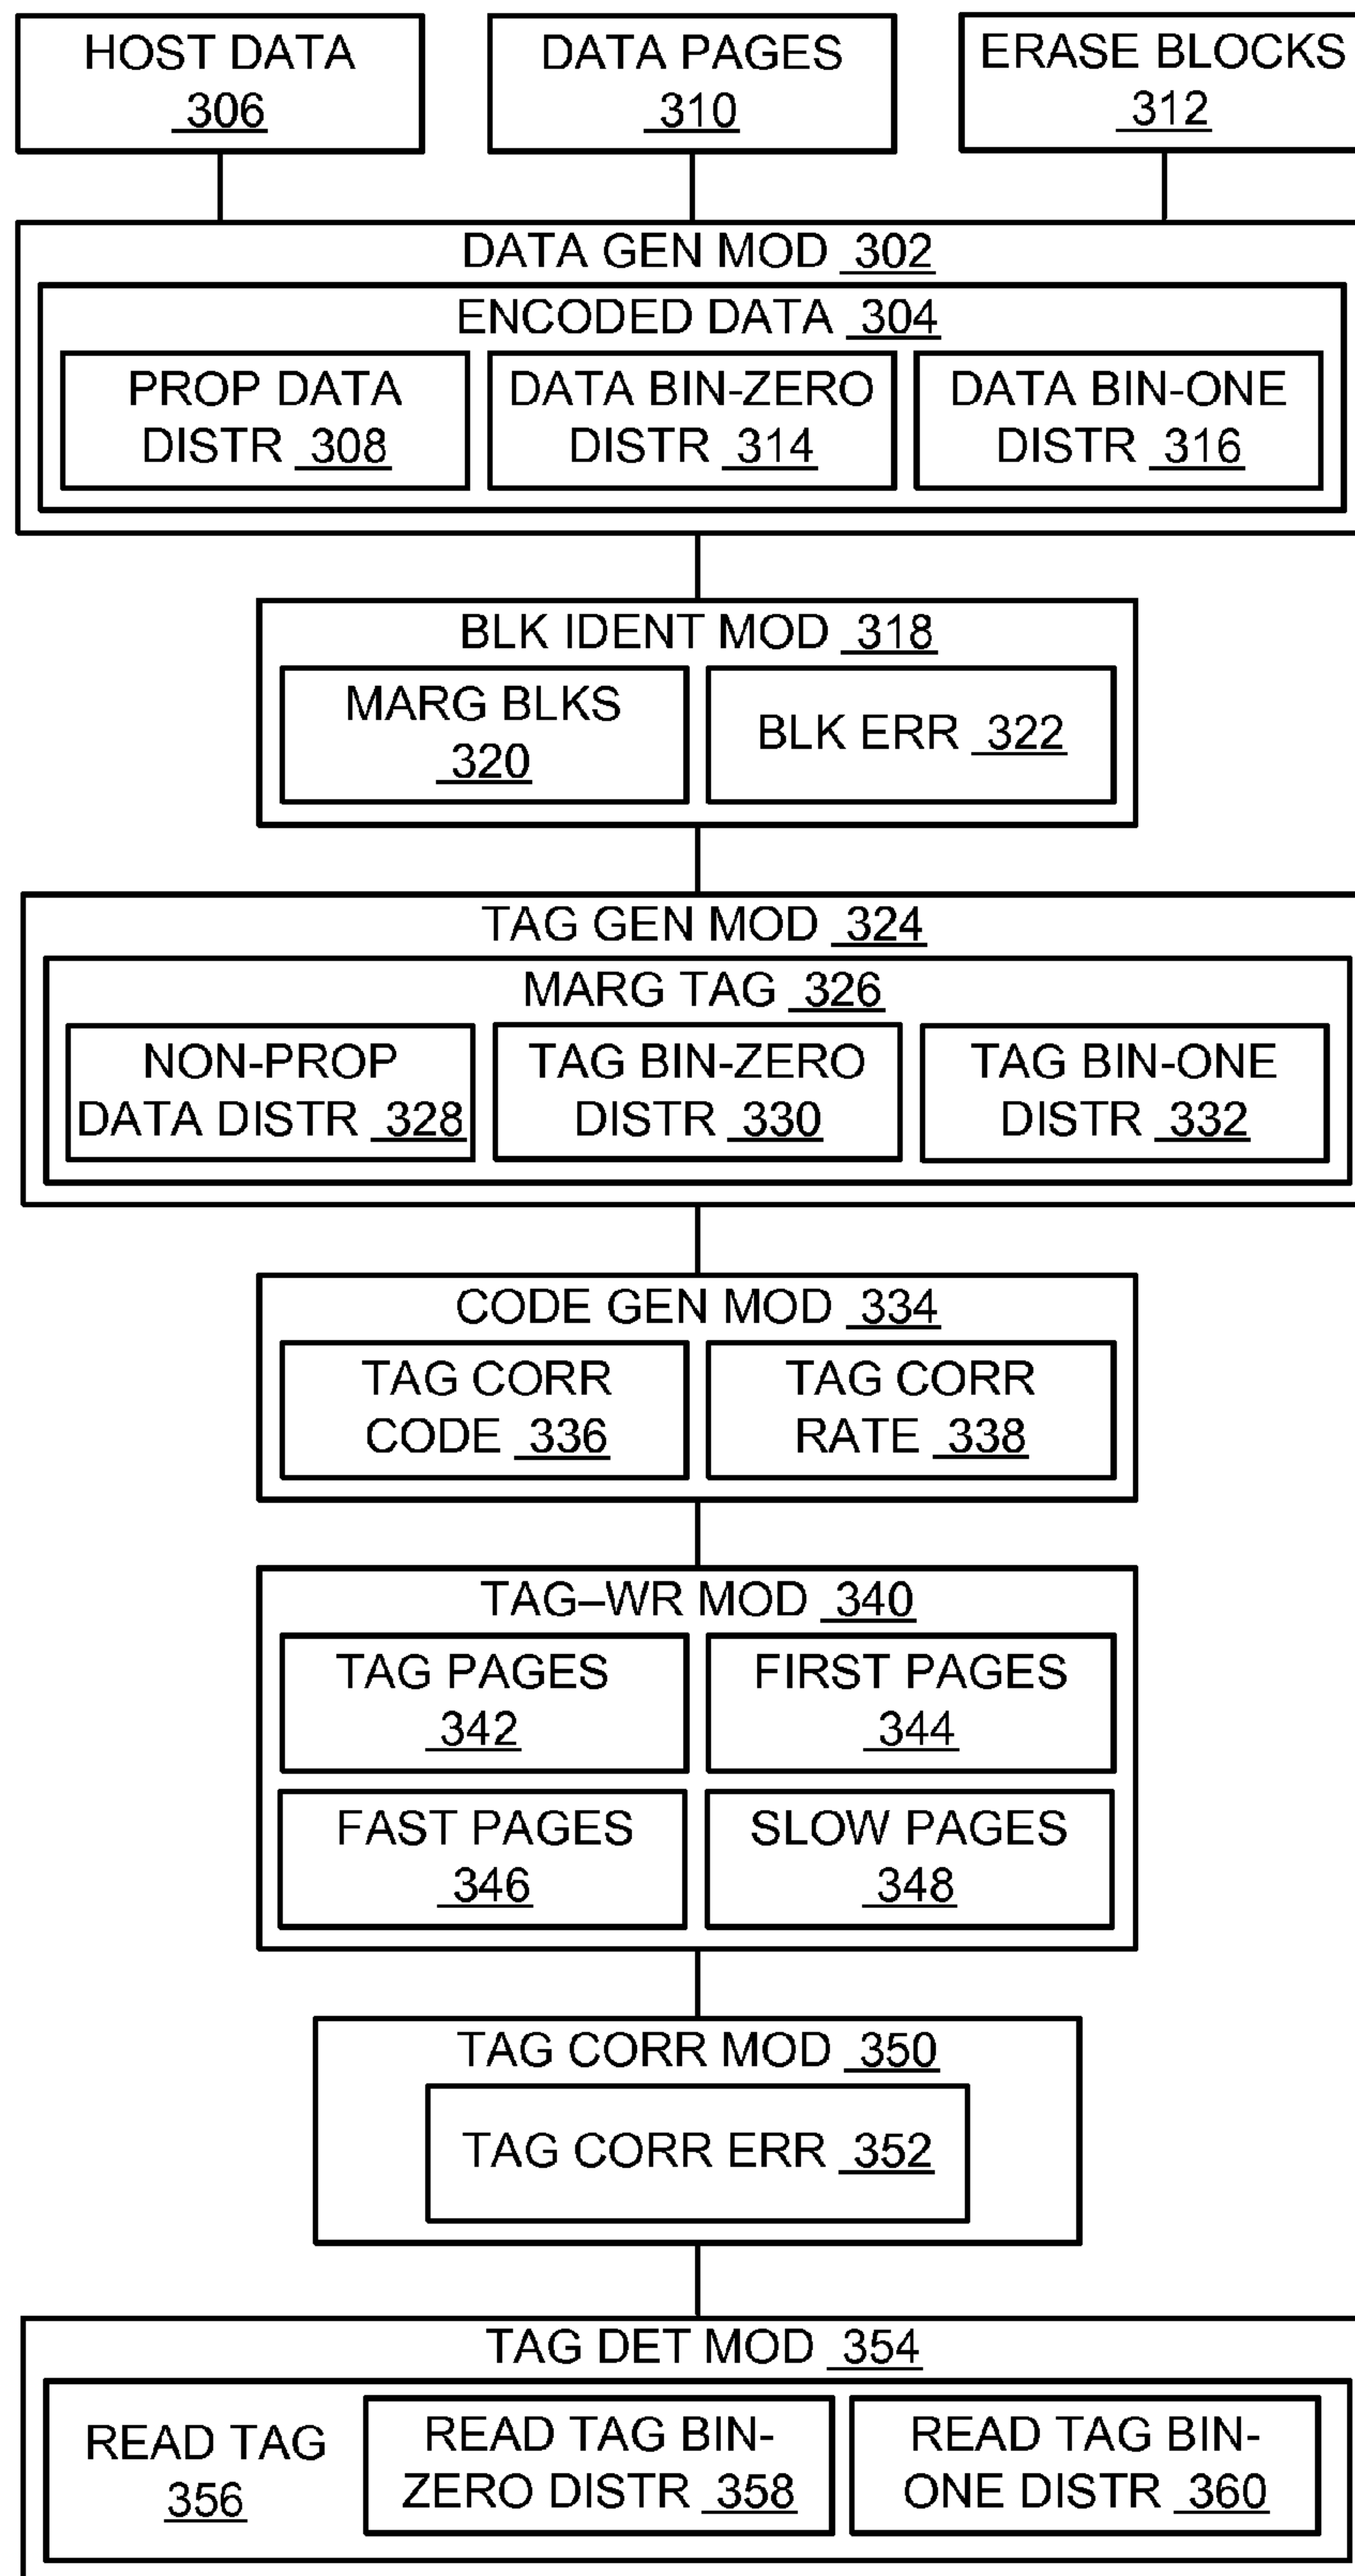 HOST DATA
306
DATA PAGES
310
ERASE BLOCKS
312
DATA GEN MOD 302
ENCODED DATA 304
PROP DATA
DISTR 308
DATA BIN-ZERO
DISTR 314
DATA BIN-ONE
DISTR 316
BLK IDENT MOD 318
MARG BLKS
320
BLK ERR 322
TAG GEN MOD 324
MARG TAG 326
NON-PROP
DATA DISTR 328
TAG BIN-ZERO
DISTR 330
TAG BIN-ONE
DISTR 332
CODE GEN MOD 334
TAG CORR
CODE 336
TAG CORR
RATE 338
TAG–WR MOD 340
TAG PAGES
342
FIRST PAGES
344
FAST PAGES
346
SLOW PAGES
348
TAG CORR MOD 350
TAG CORR ERR 352
TAG DET MOD 354
READ TAG
356
READ TAG BIN-
ZERO DISTR 358
READ TAG BIN-
ONE DISTR 360